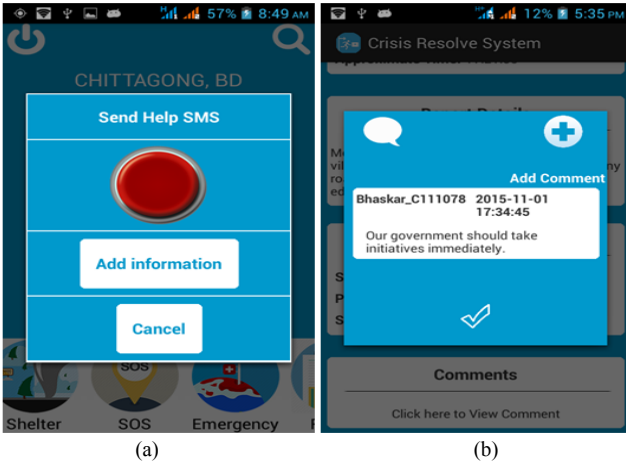 57% 8:49 AM
CHITTAGONG, BD
Send Help SMS
Add information
Cancel
SOS
Shelter
SOS
Emergency
(a)
12% 5:35 PM
Crisis Resolve System
Report Details
Add Comment
Bhaskar_C111078 2015-11-01
17:34:45
Our government should take
initiatives immediately.
Comments
Click here to View Comment
(b)